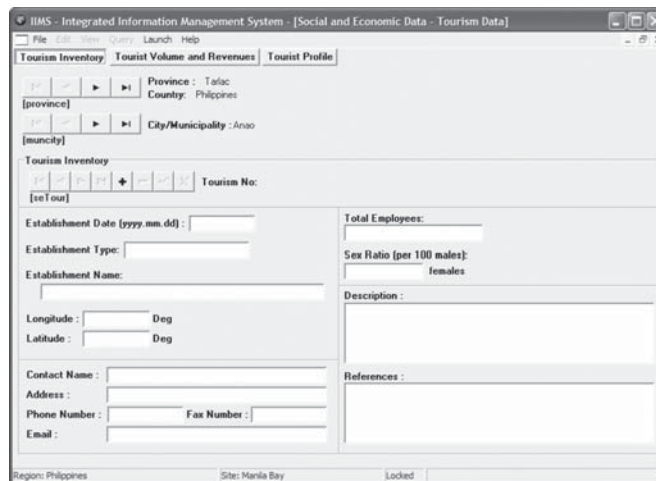 IIMS - Integrated Information Management System - [Social and Economic Data - Tourism Data]
File Edit View Query Launch Help
Tourism Inventory Tourist Volume and Revenues Tourist Profile
Province : Tarlac
Country: Philippines
[province]
City/Municipality : Anao
[muncity]
Tourism Inventory
Tourism No:
[seTour]
Establishment Date (yyyy.mm.dd) :
Establishment Type:
Establishment Name:
Longitude : Deg
Latitude : Deg
Contact Name :
Address :
Phone Number : Fax Number :
Email :
Total Employees:
Sex Ratio (per 100 males):
females
Description :
References :
Region: Philippines Site: Manila Bay Locked